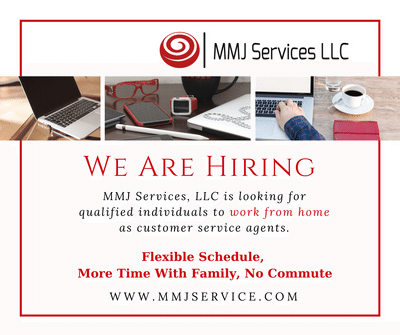 MMJ Services LLC
WE ARE HIRING
MMJ Services, LLC is looking for
qualified individuals to work from home
as customer service agents.
Flexible Schedule,
More Time With Family, No Commute
WWW.MMJSERVICE.COM